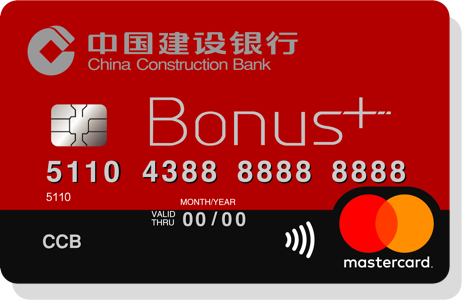 中国建设银行
China Construction Bank
Bonus+
5110 4388 8888 8888
5110
MONTH/YEAR
VALID
THRU 00/00
CCB
mastercard.